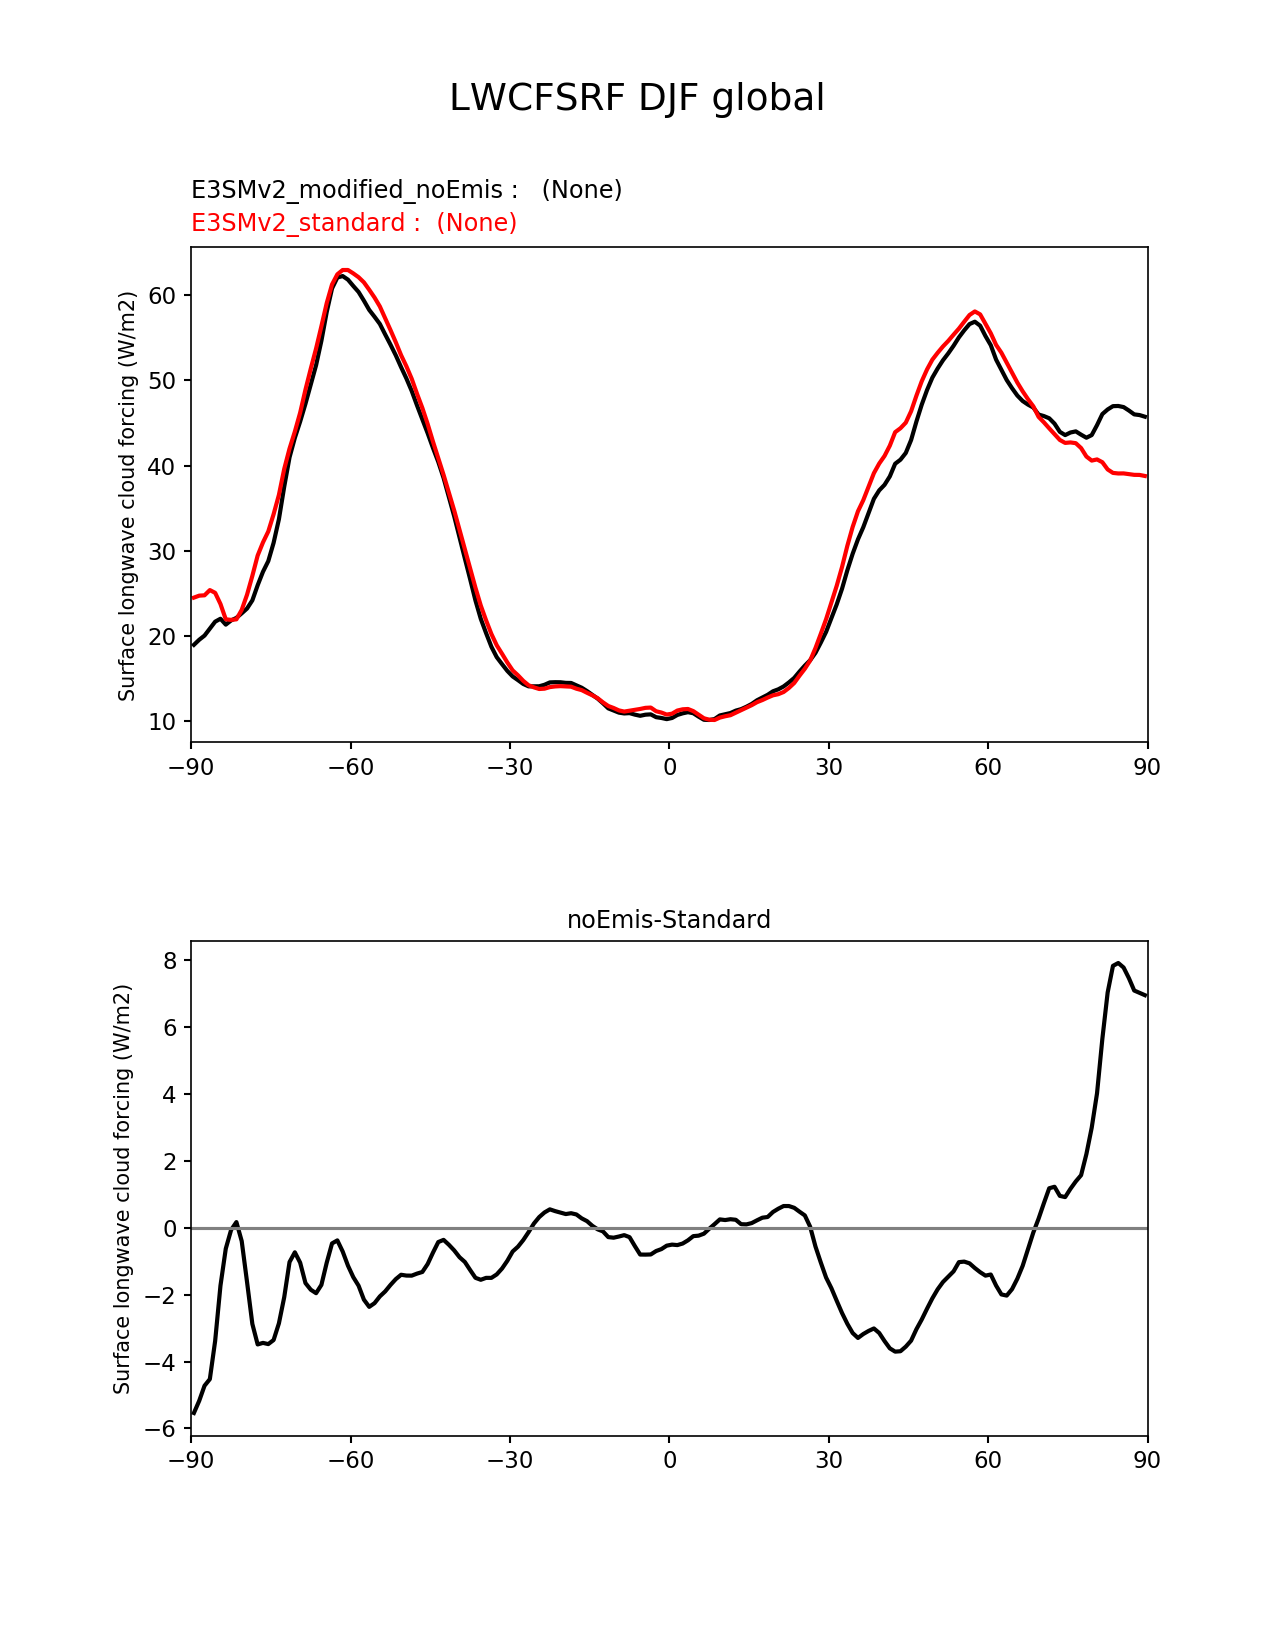 LWCFSRF DJF global
E3SMv2_modified_noEmis :   (None)
E3SMv2_standard :  (None)
Surface longwave cloud forcing (W/m2)
60
50
40
30
20
10
−90 −60 −30 0 30 60 90
noEmis-Standard
Surface longwave cloud forcing (W/m2)
8
6
4
2
0
−2
−4
−6
−90 −60 −30 0 30 60 90